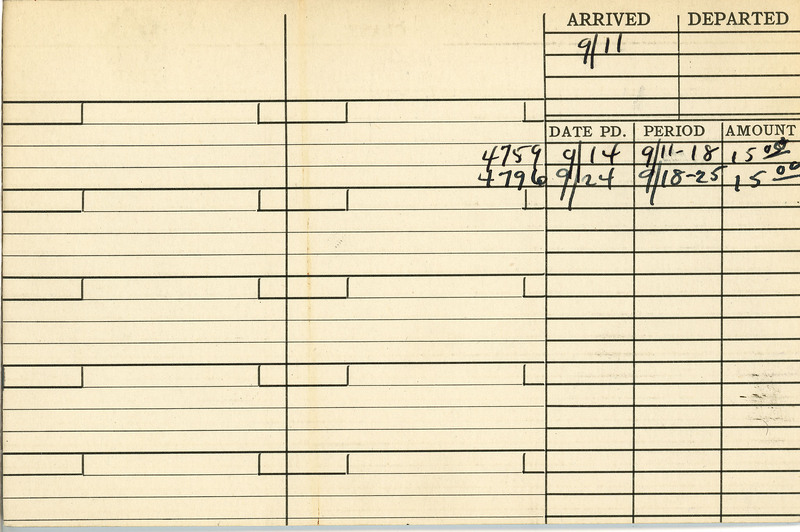 ARRIVED DEPARTED
9/11
DATE PD. PERIOD AMOUNT
4759 9/14 9/11-18 15 00
4796 9/24 9/18-25 15 00